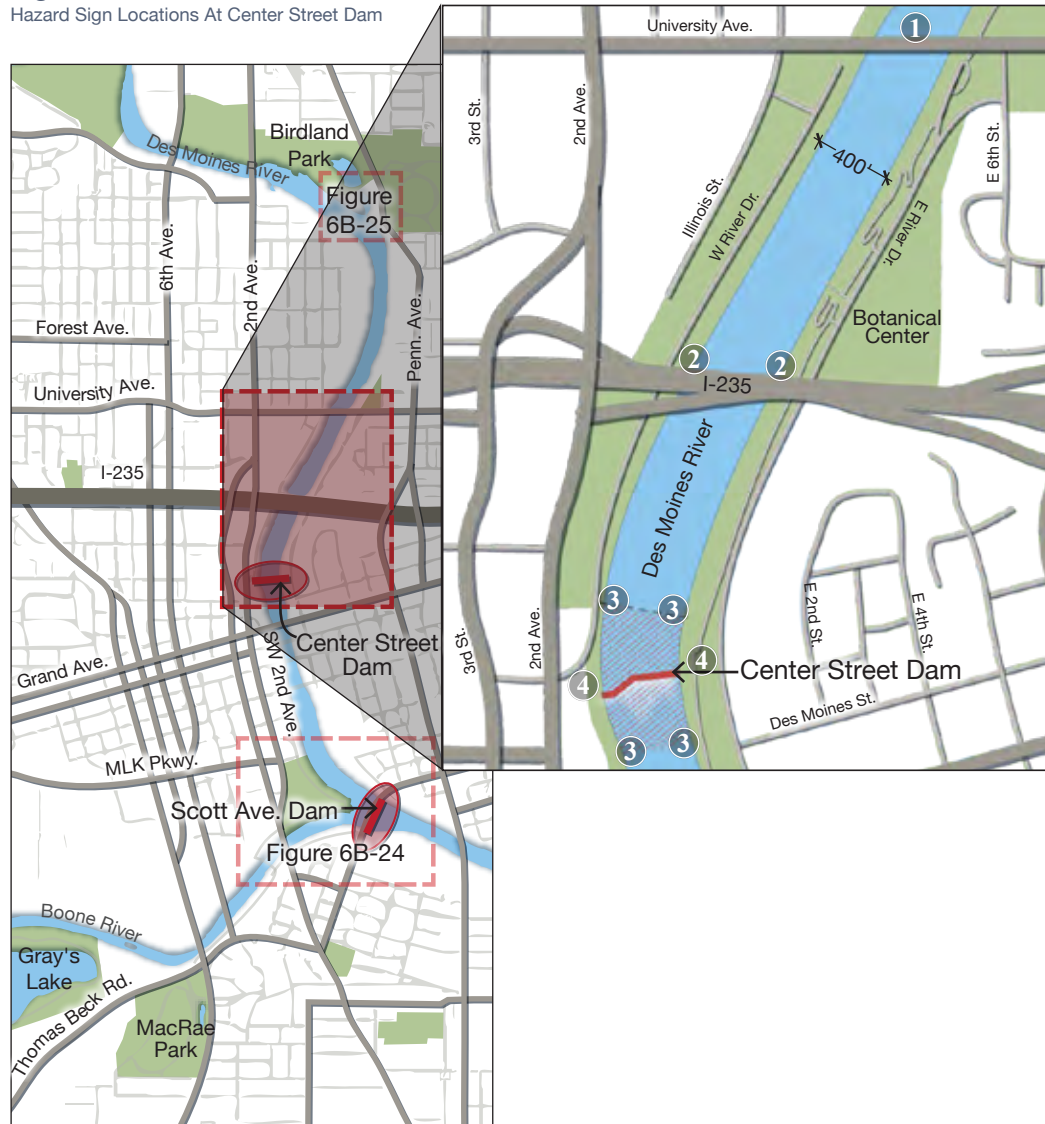 Hazard Sign Locations At Center Street Dam
Des Moines River
Birdland
Park
Figure
6B-25
6th Ave.
2nd Ave.
Penn. Ave.
Forest Ave.
University Ave.
I-235
Center Street
Dam
Grand Ave.
SW 2nd Ave.
MLK Pkwy.
Scott Ave. Dam
Figure 6B-24
Boone River
Gray's
Lake
Thomas Beck Rd.
MacRae
Park
University Ave.
1
3rd St.
2nd Ave.
400'
E 6th St.
Illinois St.
W River Dr.
E River Dr.
Botanical
Center
2
2
I-235
Des Moines River
3
3
E 2nd St.
E 4th St.
3rd St.
2nd Ave.
4
4
Center Street Dam
Des Moines St.
3
3